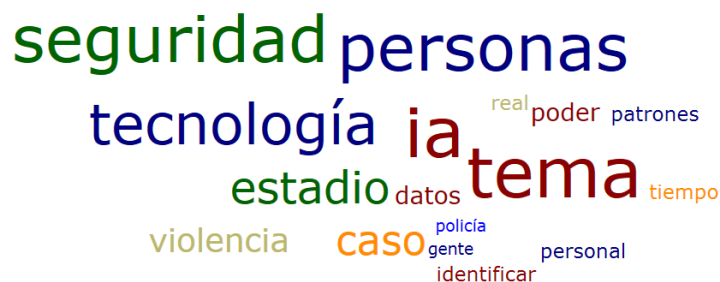 seguridad personas
tecnología ia real poder patrones
estadio datos tema tiempo
violencia caso policía
gente personal
identificar